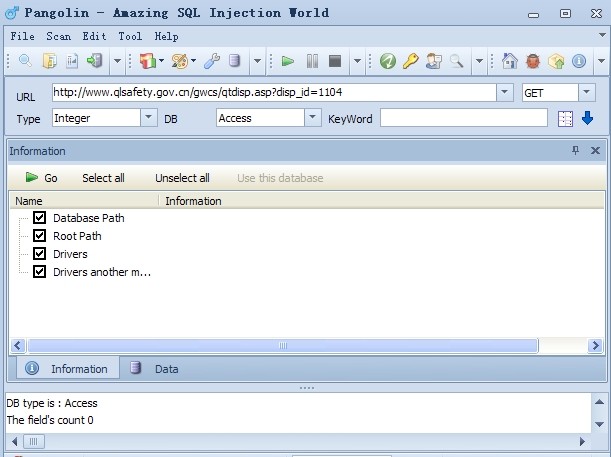 Pangolin - Amazing SQL Injection World
File Scan Edit Tool Help
URL http://www.qlsafety.gov.cn/gwcs/qtdisp.asp?disp_id=1104 GET
Type Integer DB Access KeyWord
Information
Go Select all Unselect all Use this database
Name Information
Database Path
Root Path
Drivers
Drivers another m...
Information Data
DB type is : Access
The field's count 0